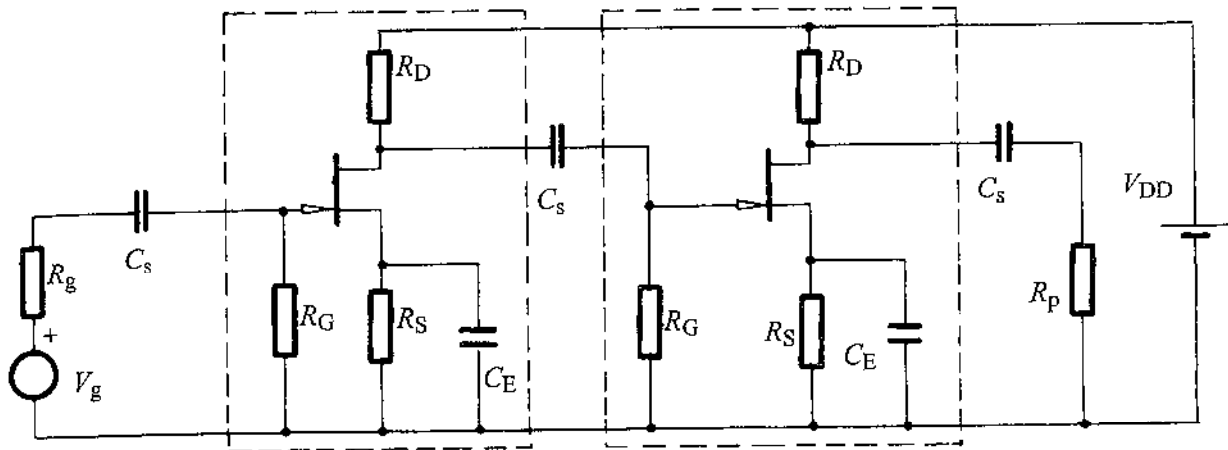 R_D
R_D
C_s
C_s
V_DD
C_s
R_g
R_G
R_S
R_G
R_S
R_p
+
V_g
C_E
C_E